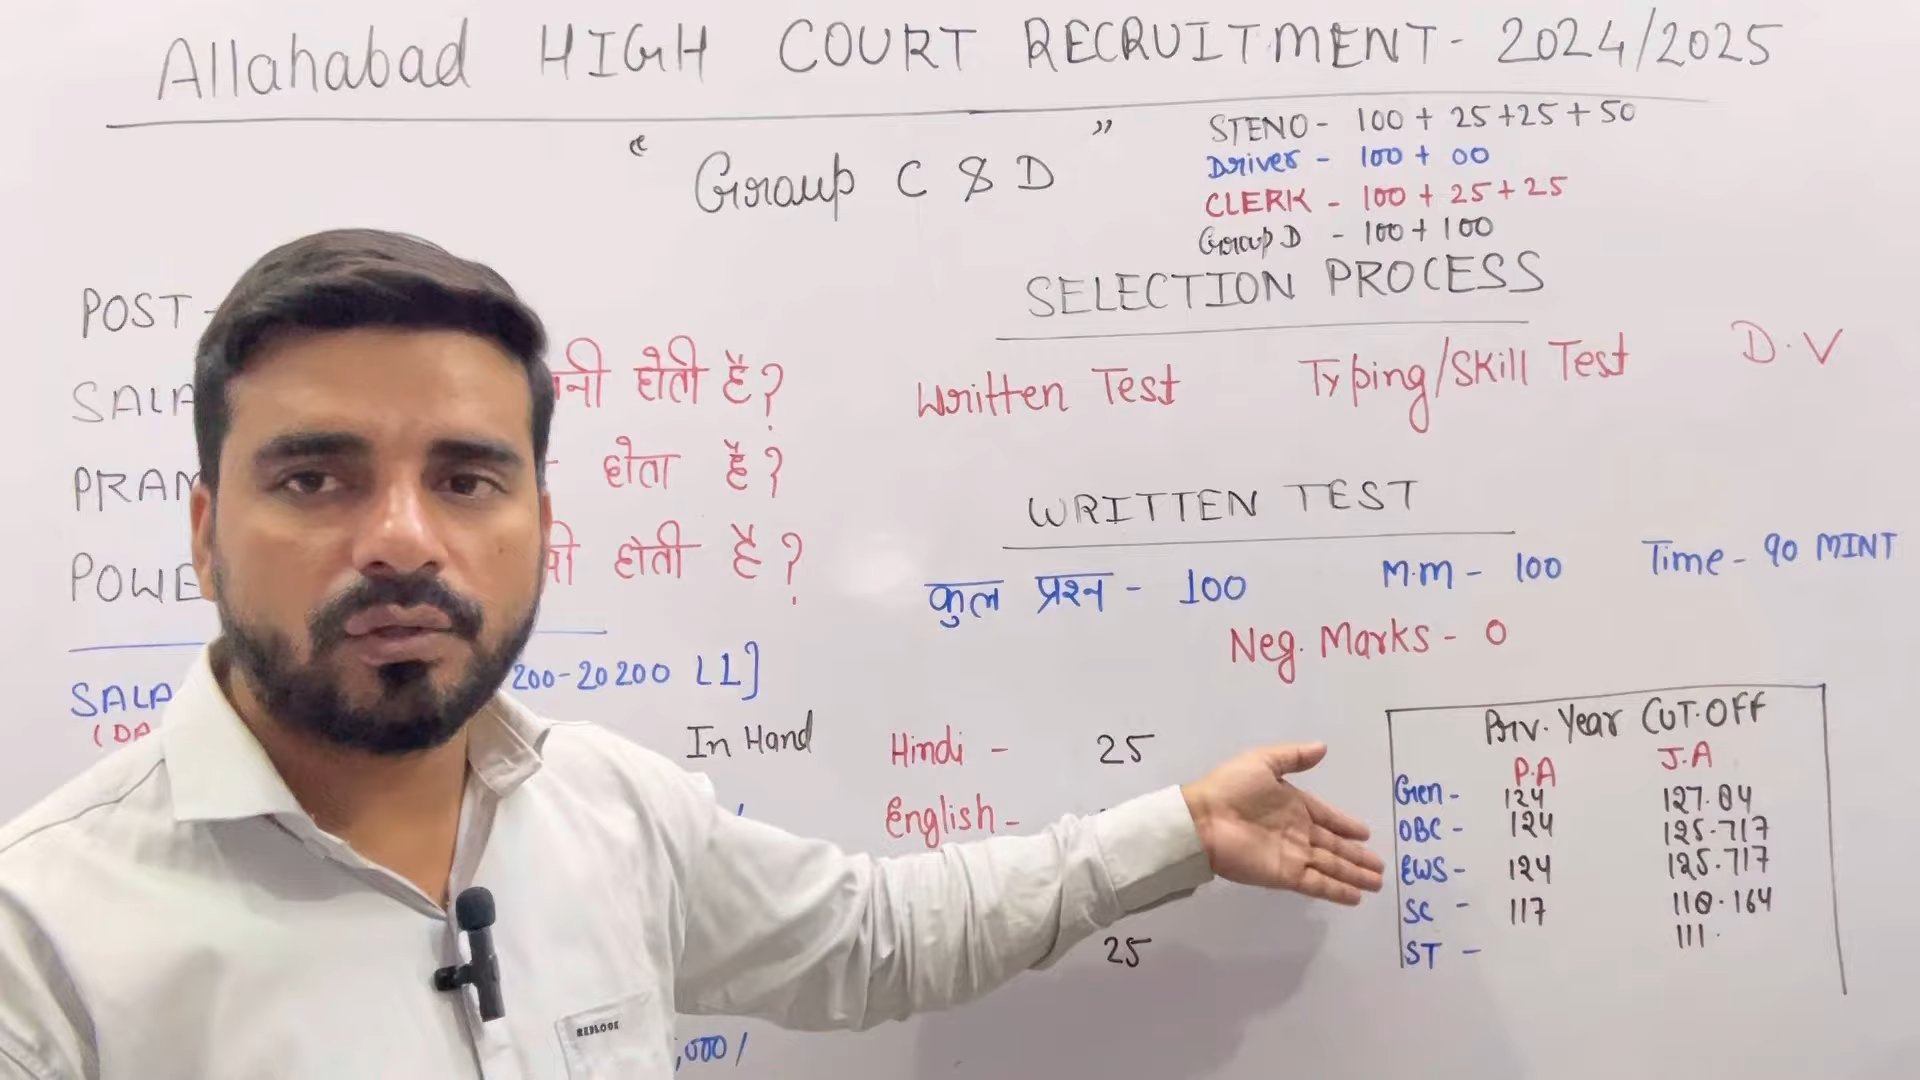 Allahabad HIGH COURT RECRUITMENT - 2024/2025
" Group C & D "
STENO - 100 + 25 + 25 + 50
Driver - 100 + 00
CLERK - 100 + 25 + 25
Group D - 100 + 100
POST -
होती है ?
होता है ?
होती है ?
200-20200 L1]
In Hand
,000/
SELECTION PROCESS
Written Test Typing/Skill Test D.V
WRITTEN TEST
कुल प्रश्न - 100 M.M - 100 Time - 90 MINT
Neg. Marks - 0
Hindi - 25
English -
25
Prv. Year CUT.OFF
P.A J.A
Gen - 124 127.04
OBC - 124 125.717
EWS - 124 125.717
SC - 117 110.164
ST - 111.
REDLOOK